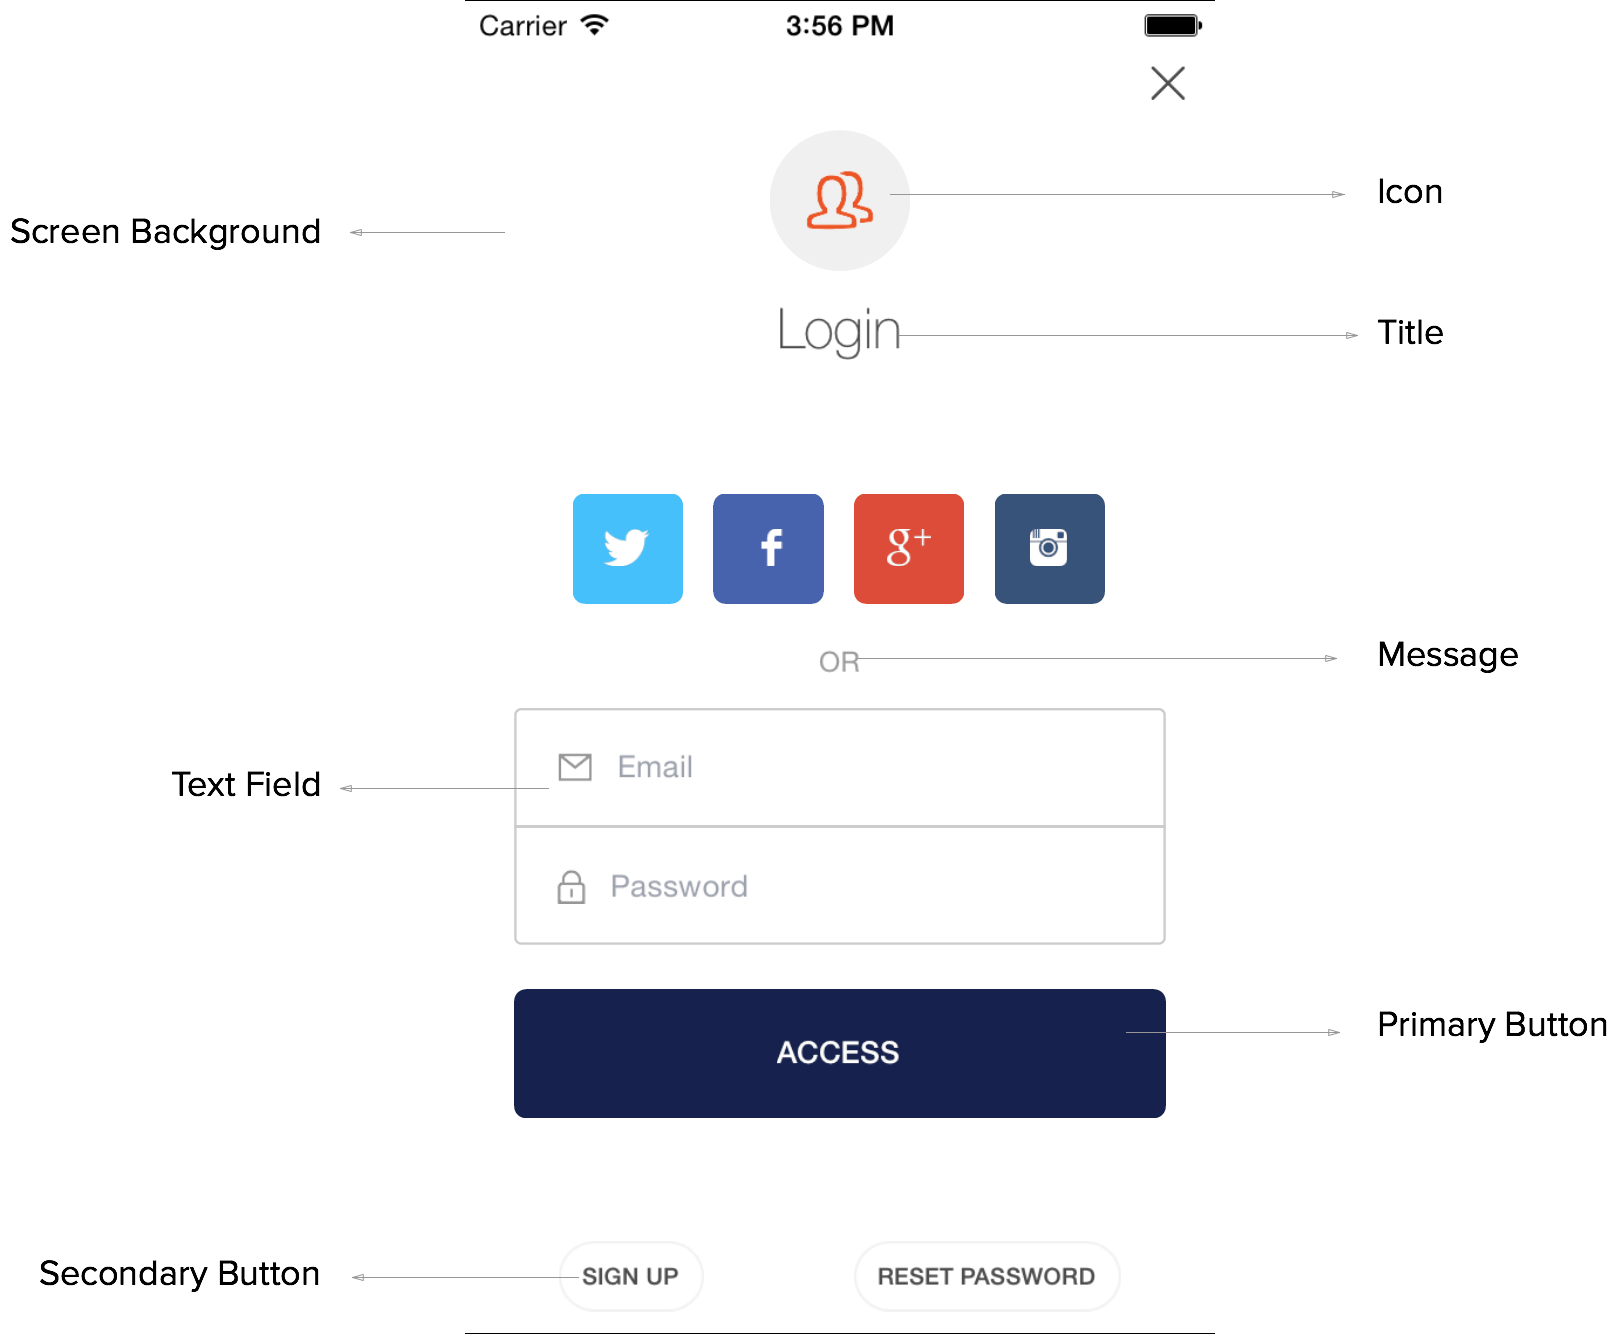 Carrier 3:56 PM
Icon
Screen Background
Login
Title
f
g+
OR
Message
Email
Text Field
Password
ACCESS
Primary Button
SIGN UP
RESET PASSWORD
Secondary Button